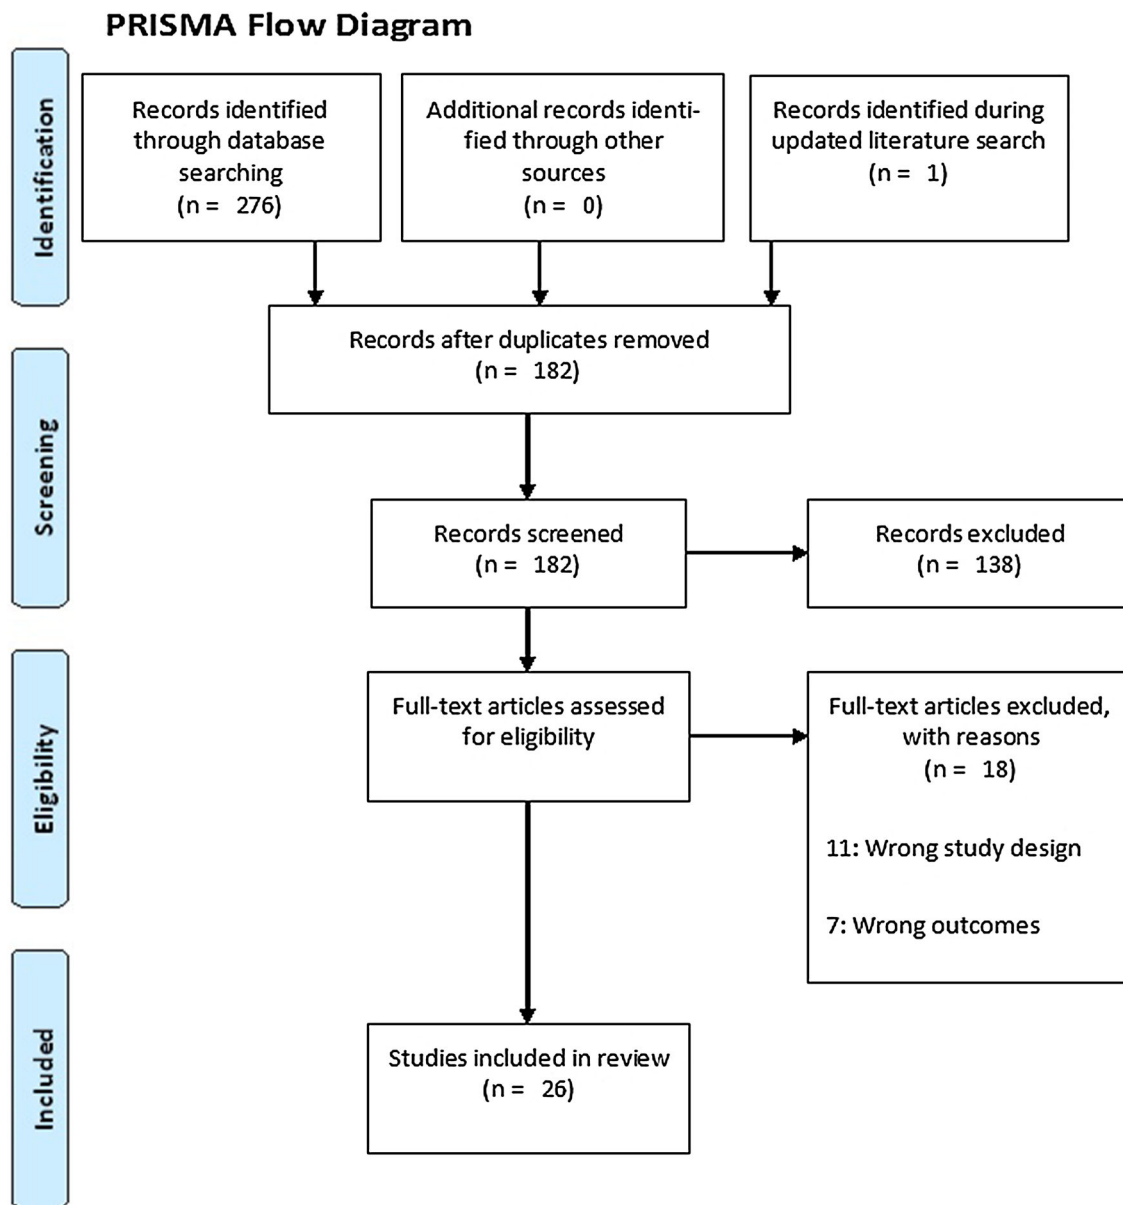 PRISMA Flow Diagram
Identification
Records identified
through database
searching
(n = 276)
Additional records identi-
fied through other
sources
(n = 0)
Records identified during
updated literature search
(n = 1)
Records after duplicates removed
(n = 182)
Screening
Records screened
(n = 182)
Records excluded
(n = 138)
Eligibility
Full-text articles assessed
for eligibility
Full-text articles excluded,
with reasons
(n = 18)
11: Wrong study design
7: Wrong outcomes
Included
Studies included in review
(n = 26)